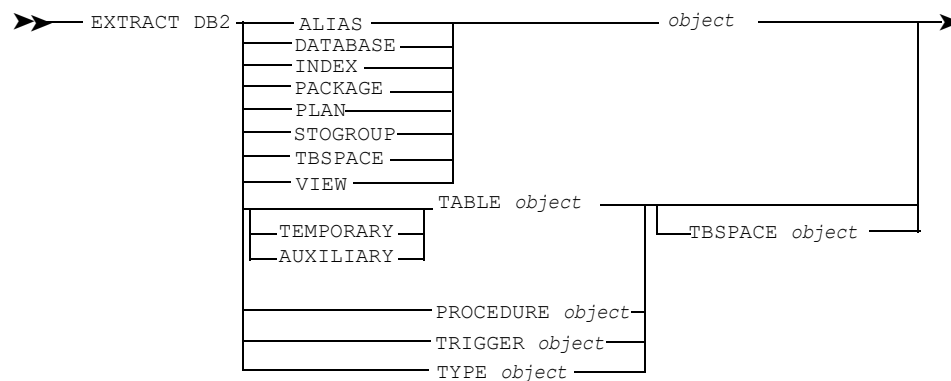 EXTRACT DB2 ALIAS object
DATABASE
INDEX
PACKAGE
PLAN
STOGROUP
TBSPACE
VIEW
TABLE object
TEMPORARY
TBSPACE object
AUXILIARY
PROCEDURE object
TRIGGER object
TYPE object